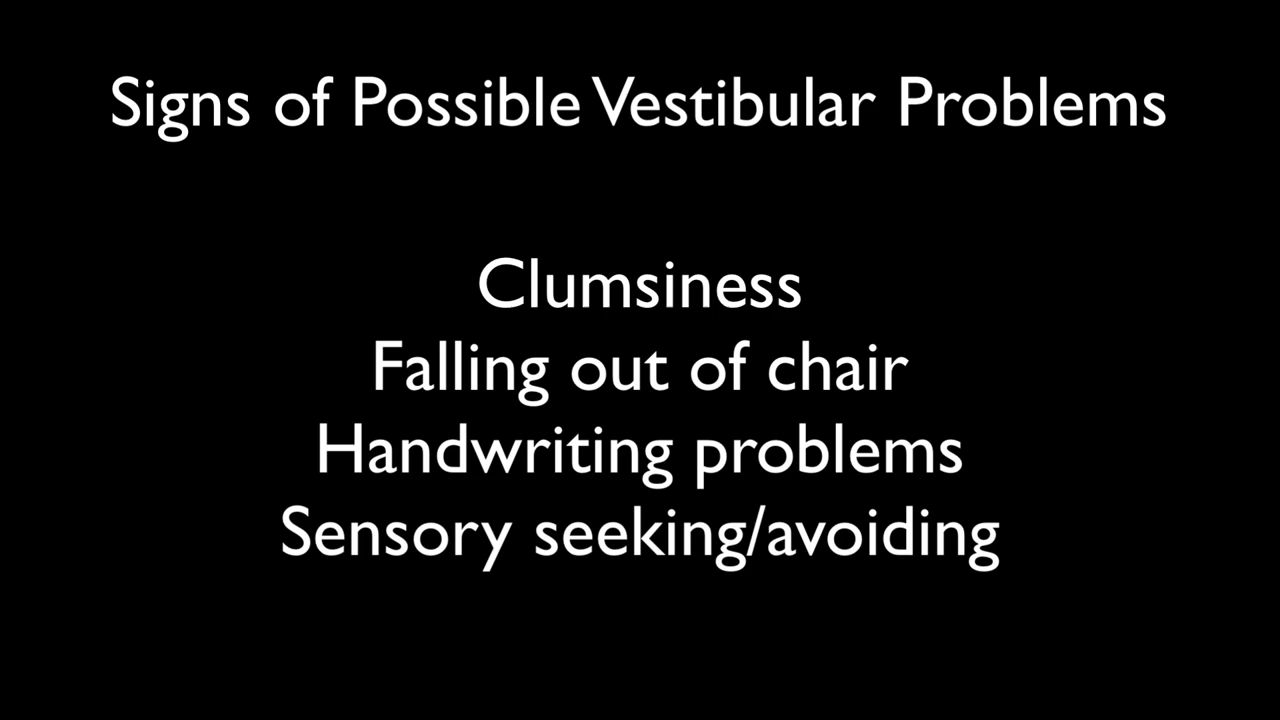 Signs of Possible Vestibular Problems
Clumsiness
Falling out of chair
Handwriting problems
Sensory seeking/avoiding